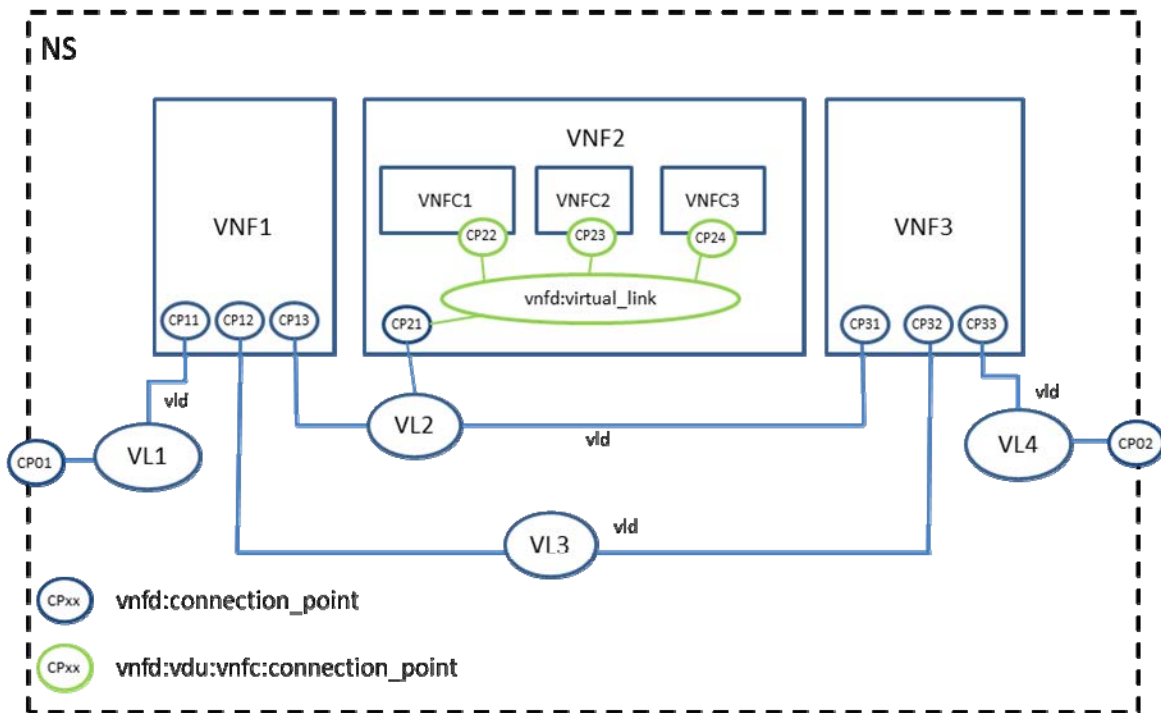 NS
VNF1
VNF2
VNF3
VNFC1
VNFC2
VNFC3
CP22
CP23
CP24
vnfd:virtual_link
CP11
CP12
CP13
CP21
CP31
CP32
CP33
vld
VL1
CP01
VL2
vld
vld
VL4
CP02
VL3
vld
CPxx vnfd:connection_point
CPxx vnfd:vdu:vnfc:connection_point